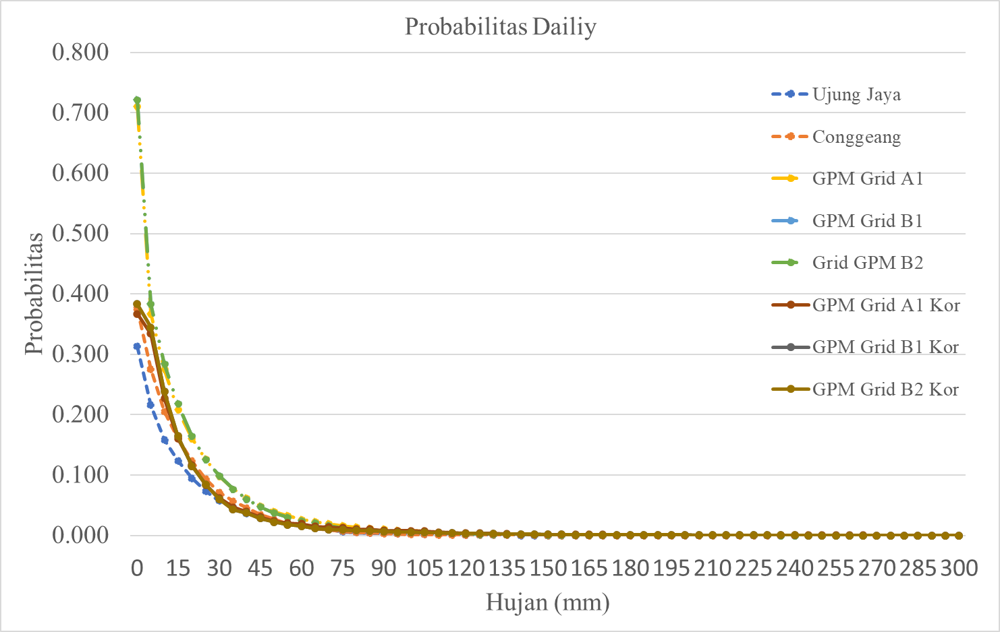 Probabilitas Dailiy
0.800
0.700
0.600
0.500
0.400
0.300
0.200
0.100
0.000
Probabilitas
Ujung Jaya
Conggeang
GPM Grid A1
GPM Grid B1
Grid GPM B2
GPM Grid A1 Kor
GPM Grid B1 Kor
GPM Grid B2 Kor
0 15 30 45 60 75 90 105 120 135 150 165 180 195 210 225 240 255 270 285 300
Hujan (mm)